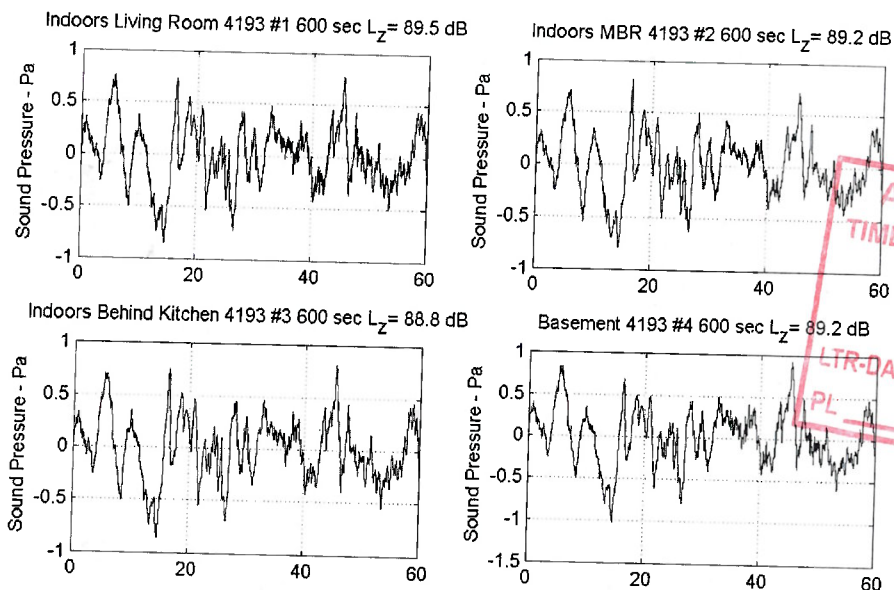 Indoors Living Room 4193 #1 600 sec LZ= 89.5 dB
1
0.5
0
-0.5
-1
Sound Pressure - Pa
0 20 40 60
Indoors MBR 4193 #2 600 sec LZ= 89.2 dB
1
0.5
0
-0.5
-1
Sound Pressure - Pa
0 20 40 60
Indoors Behind Kitchen 4193 #3 600 sec LZ= 88.8 dB
1
0.5
0
-0.5
-1
Sound Pressure - Pa
0 20 40 60
Basement 4193 #4 600 sec LZ= 89.2 dB
1
0.5
0
-0.5
-1
-1.5
Sound Pressure - Pa
0 20 40 60
A
TIME
LTR-DA
PL